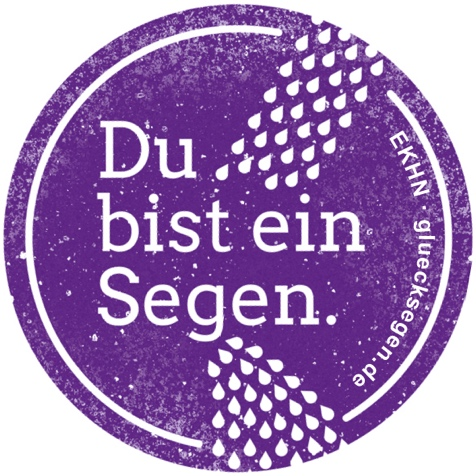 Du
bist ein
Segen.
EKHN · gluecksegen.de